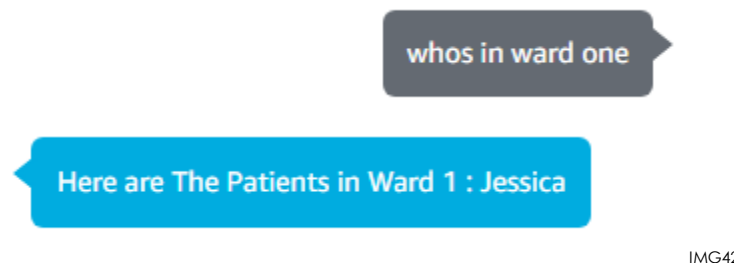 whos in ward one
Here are The Patients in Ward 1 : Jessica
IMG42